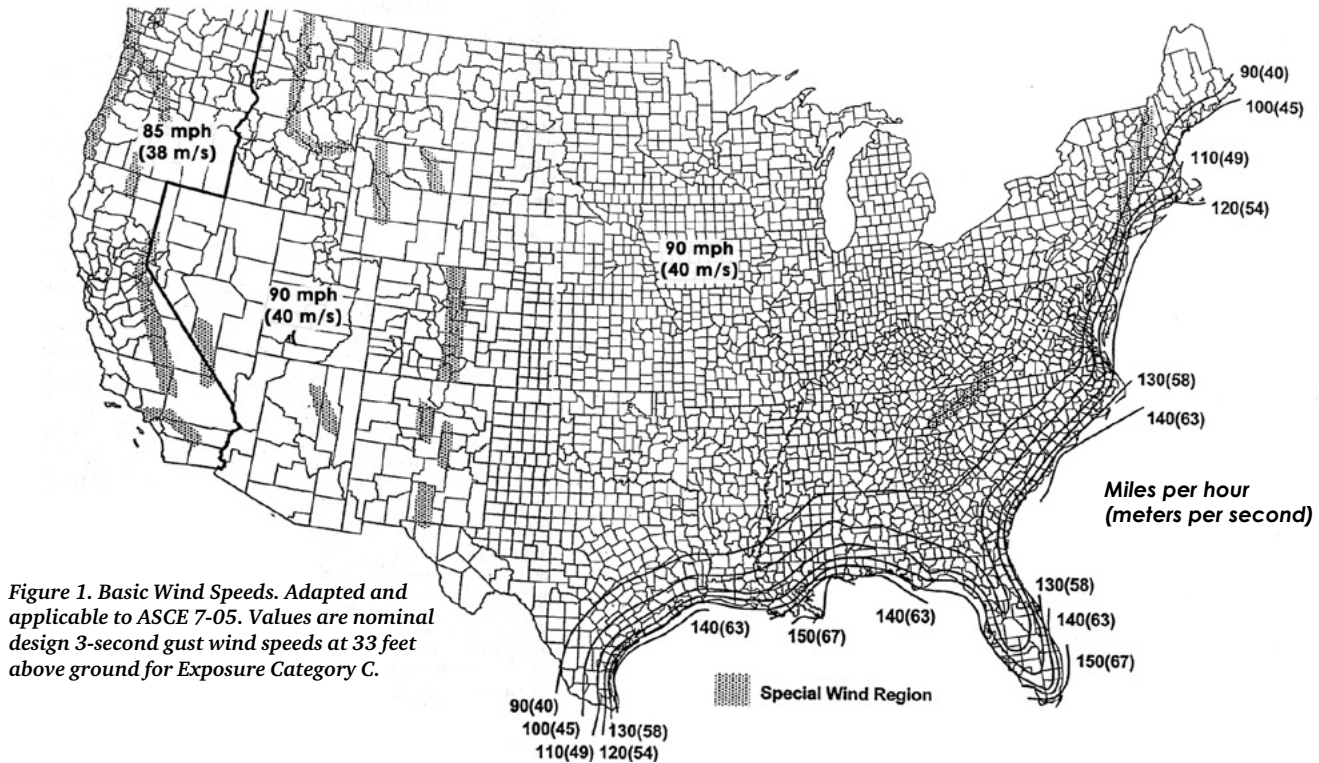 90(40)
100(45)
85 mph
(38 m/s)
110(49)
120(54)
90 mph
(40 m/s)
90 mph
(40 m/s)
130(58)
140(63)
Miles per hour
(meters per second)
Figure 1. Basic Wind Speeds. Adapted and
applicable to ASCE 7-05. Values are nominal
design 3-second gust wind speeds at 33 feet
above ground for Exposure Category C.
130(58)
140(63)
140(63)
140(63)
150(67)
150(67)
Special Wind Region
90(40)
100(45)
130(58)
110(49)
120(54)